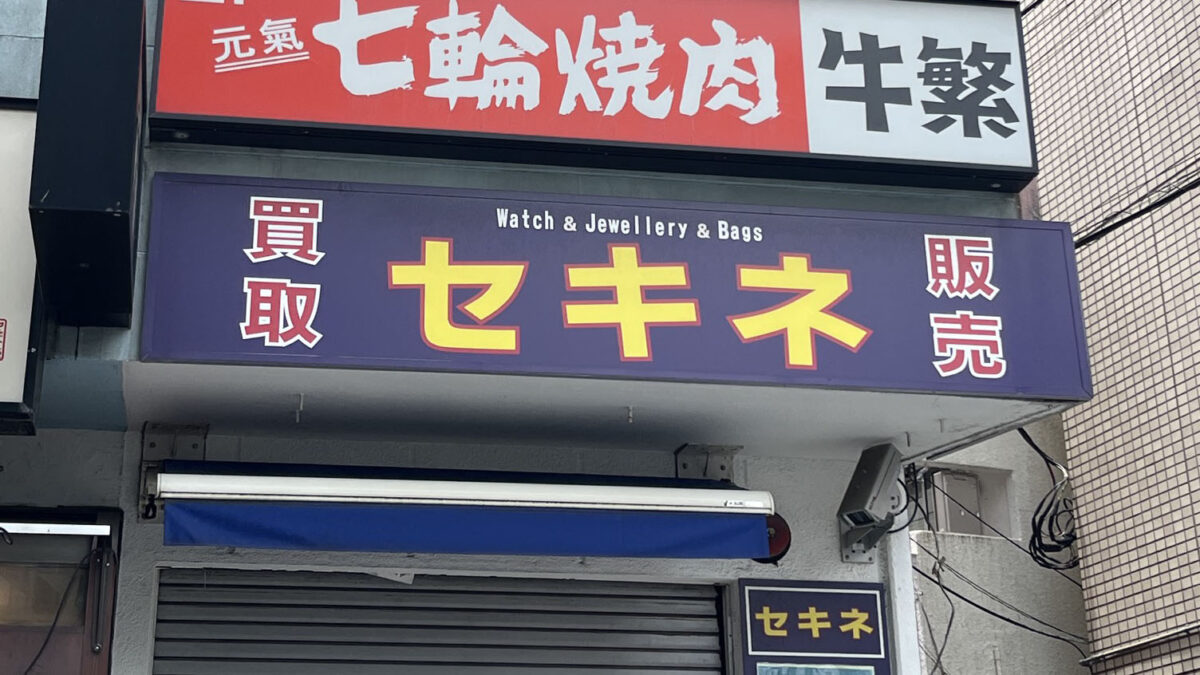 元氣
七輪焼肉
牛繁
Watch & Jewellery & Bags
買取
セキネ
販売
セキネ